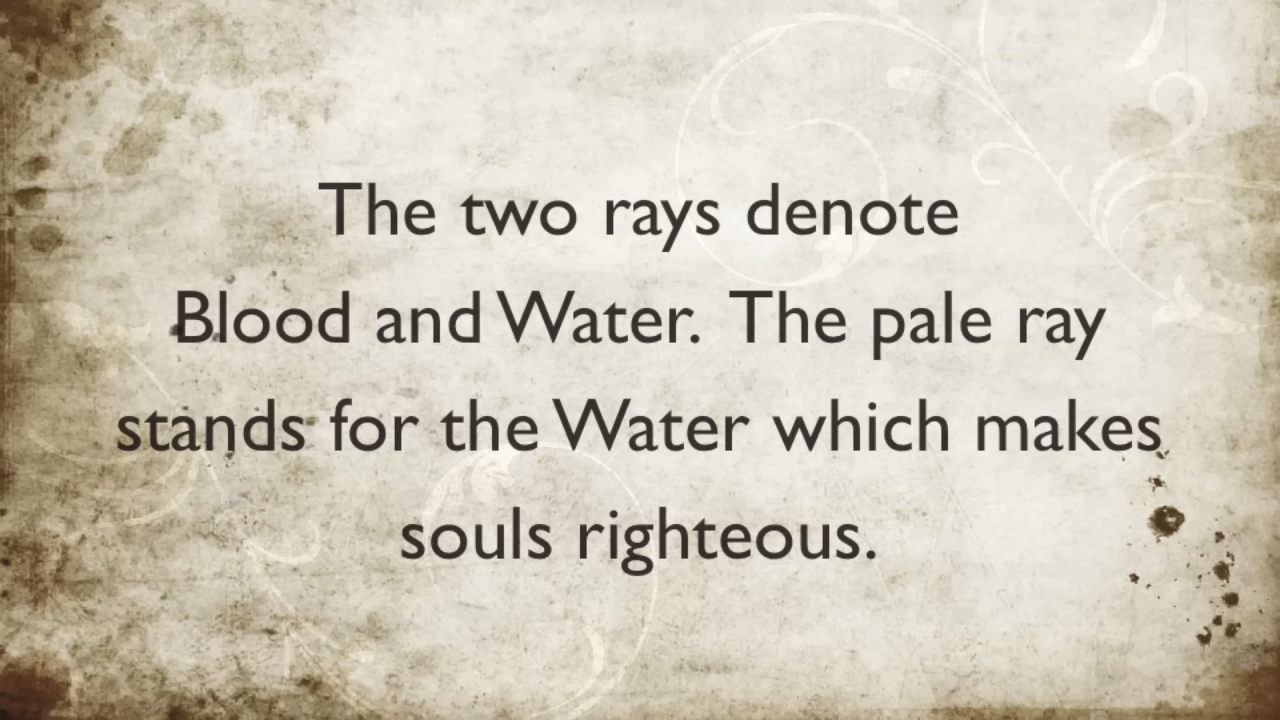 The two rays denote
Blood and Water. The pale ray
stands for the Water which makes
souls righteous.